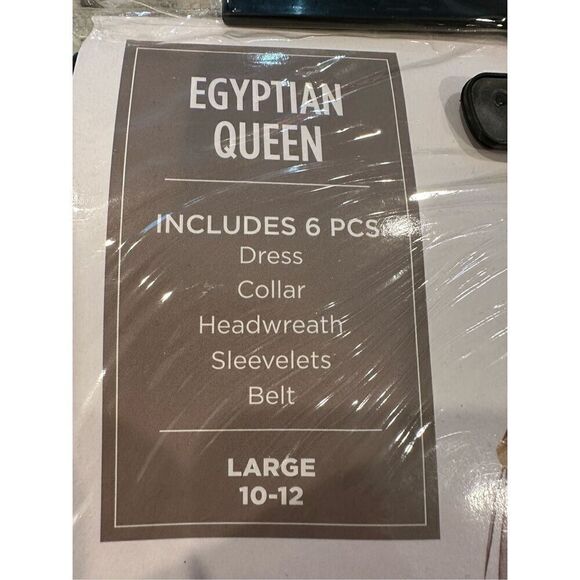 EGYPTIAN
QUEEN
INCLUDES 6 PCS
Dress
Collar
Headwreath
Sleevelets
Belt
LARGE
10-12